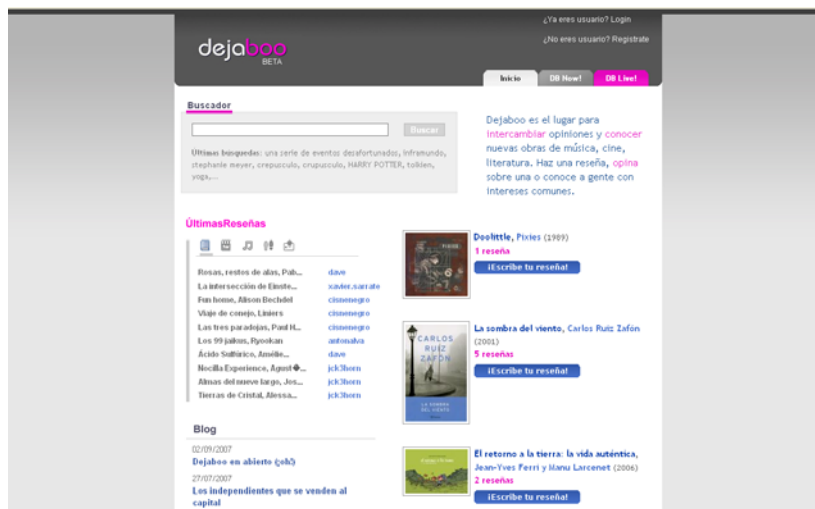 ¿Ya eres usuario? Login
¿No eres usuario? Registrate
dejaboo
BETA
Inicio
DB Now!
DB Live!
Buscador
Buscar
Últimas búsquedas: una serie de eventos desafortunados, inframundo,
stephanie meyer, crepusculo, crupusculo, HARRY POTTER, tolkien,
yoga,...
Dejaboo es el lugar para
intercambiar opiniones y conocer
nuevas obras de música, cine,
literatura. Haz una reseña, opina
sobre una o conoce a gente con
intereses comunes.
ÚltimasReseñas
Rosas, restos de alas, Pab... dave
La intersección de Einste... xavier.sarrate
Fun home, Alison Bechdel cisnenegro
Viaje de conejo, Liniers cisnenegro
Las tres paradojas, Paul H... cisnenegro
Los 99 jaikus, Ryookan antonalva
Ácido Sulfúrico, Amélie... dave
Nocilla Experience, Agust�... jck3horn
Almas del nueve largo, Jos... jck3horn
Tierras de Cristal, Alessa... jck3horn
Blog
02/09/2007
Dejaboo en abierto (¿oh?)
27/07/2007
Los independientes que se venden al
capital
Doolittle, Pixies (1989)
1 reseña
¡Escribe tu reseña!
CARLOS
RUIZ
ZAFÓN
LA SOMBRA
DEL VIENTO
La sombra del viento, Carlos Ruiz Zafón
(2001)
5 reseñas
¡Escribe tu reseña!
El retorno a la tierra: la vida auténtica,
Jean-Yves Ferri y Manu Larcenet (2006)
2 reseñas
¡Escribe tu reseña!